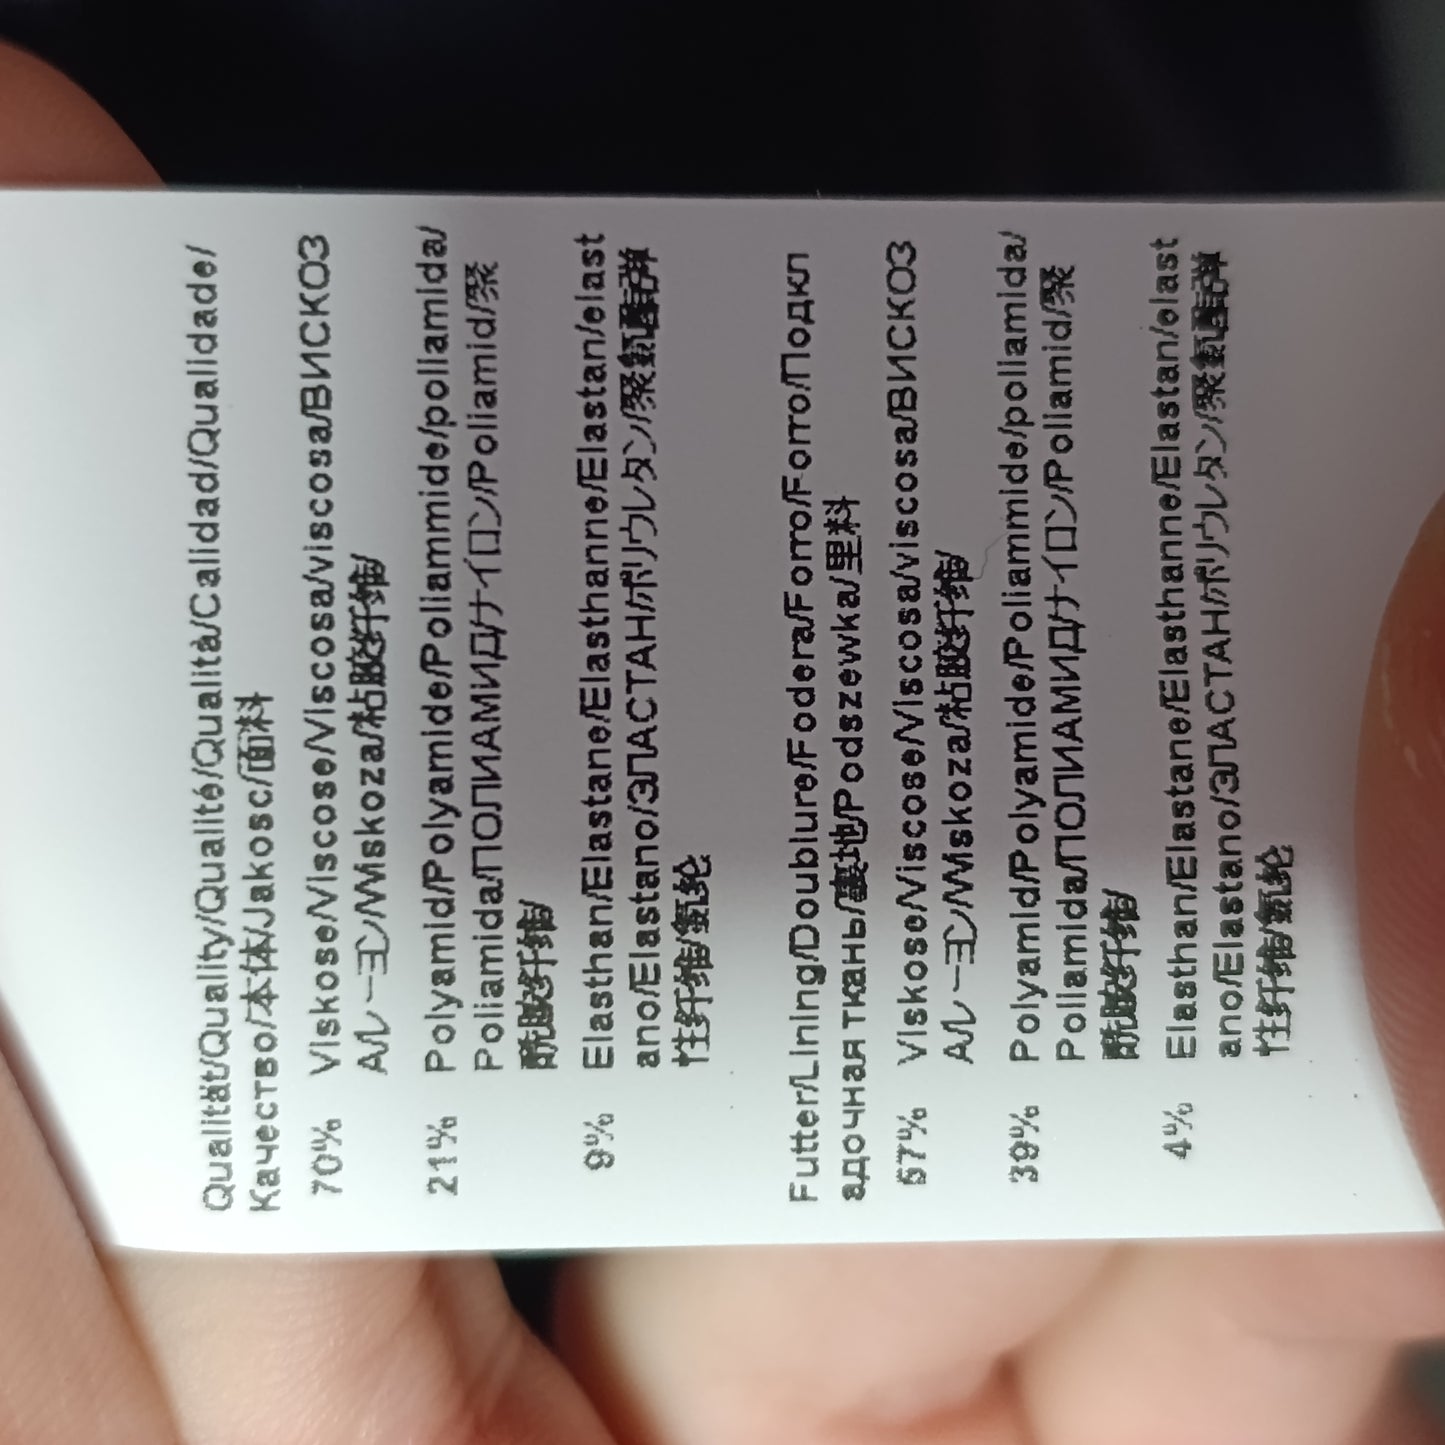 Qualität/Quality/Qualité/Qualità/Calidad/Qualidade/
Качество/本体/Jakosc/面料
70% Viskose/Viscose/Viscosa/viscosa/ВИСКОЗ
А/レーヨン/Wiskoza/粘胶纤维/
21% Polyamid/Polyamide/Poliammide/poliamida/
Poliamida/ПОЛИАМИД/ナイロン/Poliamid/聚
酰胺纤维/
9% Elasthan/Elastane/Elasthanne/Elastan/elast
ano/Elastano/ЭЛАСТАН/ポリウレタン/聚氨酯弹
性纤维/氨纶
Futter/Lining/Doublure/Fodera/Forro/Forro/Подкл
адочная ткань/裏地/Podszewka/里料
57% Viskose/Viscose/Viscosa/viscosa/ВИСКОЗ
А/レーヨン/Wiskoza/粘胶纤维/
39% Polyamid/Polyamide/Poliammide/poliamida/
Poliamida/ПОЛИАМИД/ナイロン/Poliamid/聚
酰胺纤维/
4% Elasthan/Elastane/Elasthanne/Elastan/elast
ano/Elastano/ЭЛАСТАН/ポリウレタン/聚氨酯弹
性纤维/氨纶